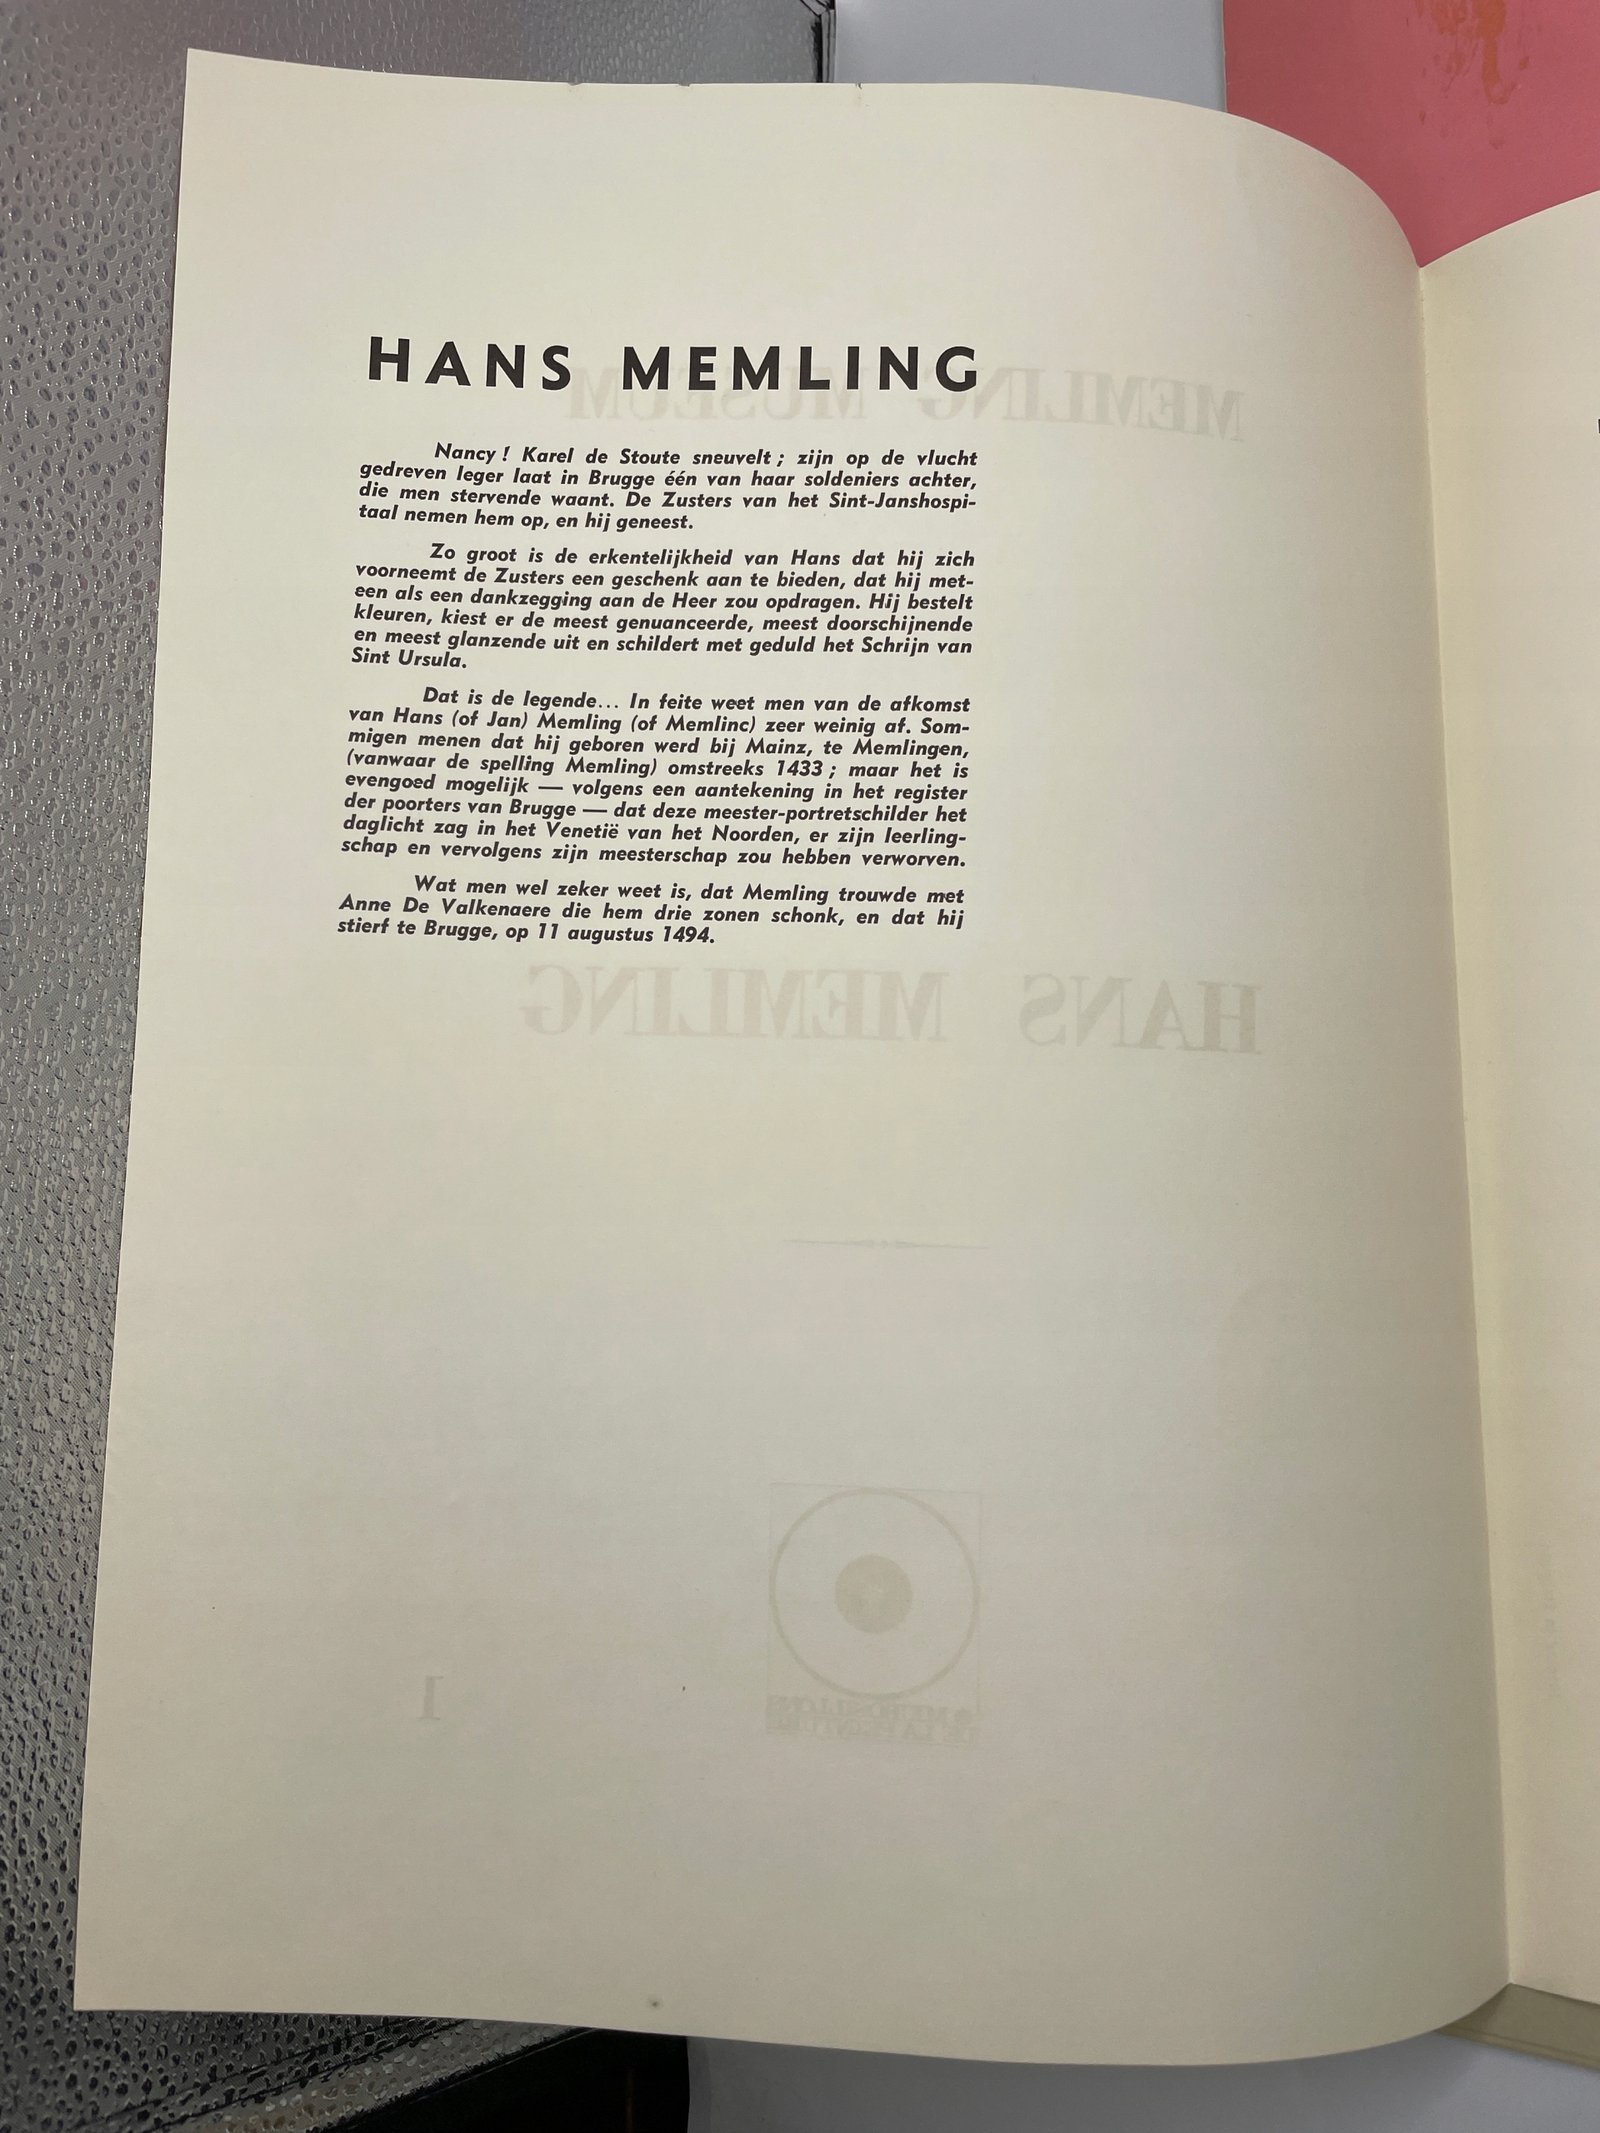 HANS MEMLING
Nancy ! Karel de Stoute sneuvelt ; zijn op de vlucht
gedreven leger laat in Brugge één van haar soldeniers achter,
die men stervende waant. De Zusters van het Sint-Janshospi-
taal nemen hem op, en hij geneest.
Zo groot is de erkentelijkheid van Hans dat hij zich
voorneemt de Zusters een geschenk aan te bieden, dat hij met-
een als een dankzegging aan de Heer zou opdragen. Hij bestelt
kleuren, kiest er de meest genuanceerde, meest doorschijnende
en meest glanzende uit en schildert met geduld het Schrijn van
Sint Ursula.
Dat is de legende... In feite weet men van de afkomst
van Hans (of Jan) Memling (of Memlinc) zeer weinig af. Som-
migen menen dat hij geboren werd bij Mainz, te Memlingen,
(vanwaar de spelling Memling) omstreeks 1433 ; maar het is
evengoed mogelijk — volgens een aantekening in het register
der poorters van Brugge — dat deze meester-portretschilder het
daglicht zag in het Venetië van het Noorden, er zijn leerling-
schap en vervolgens zijn meesterschap zou hebben verworven.
Wat men wel zeker weet is, dat Memling trouwde met
Anne De Valkenaere die hem drie zonen schonk, en dat hij
stierf te Brugge, op 11 augustus 1494.
MEMLING MUSEUM
HANS MEMLING
1